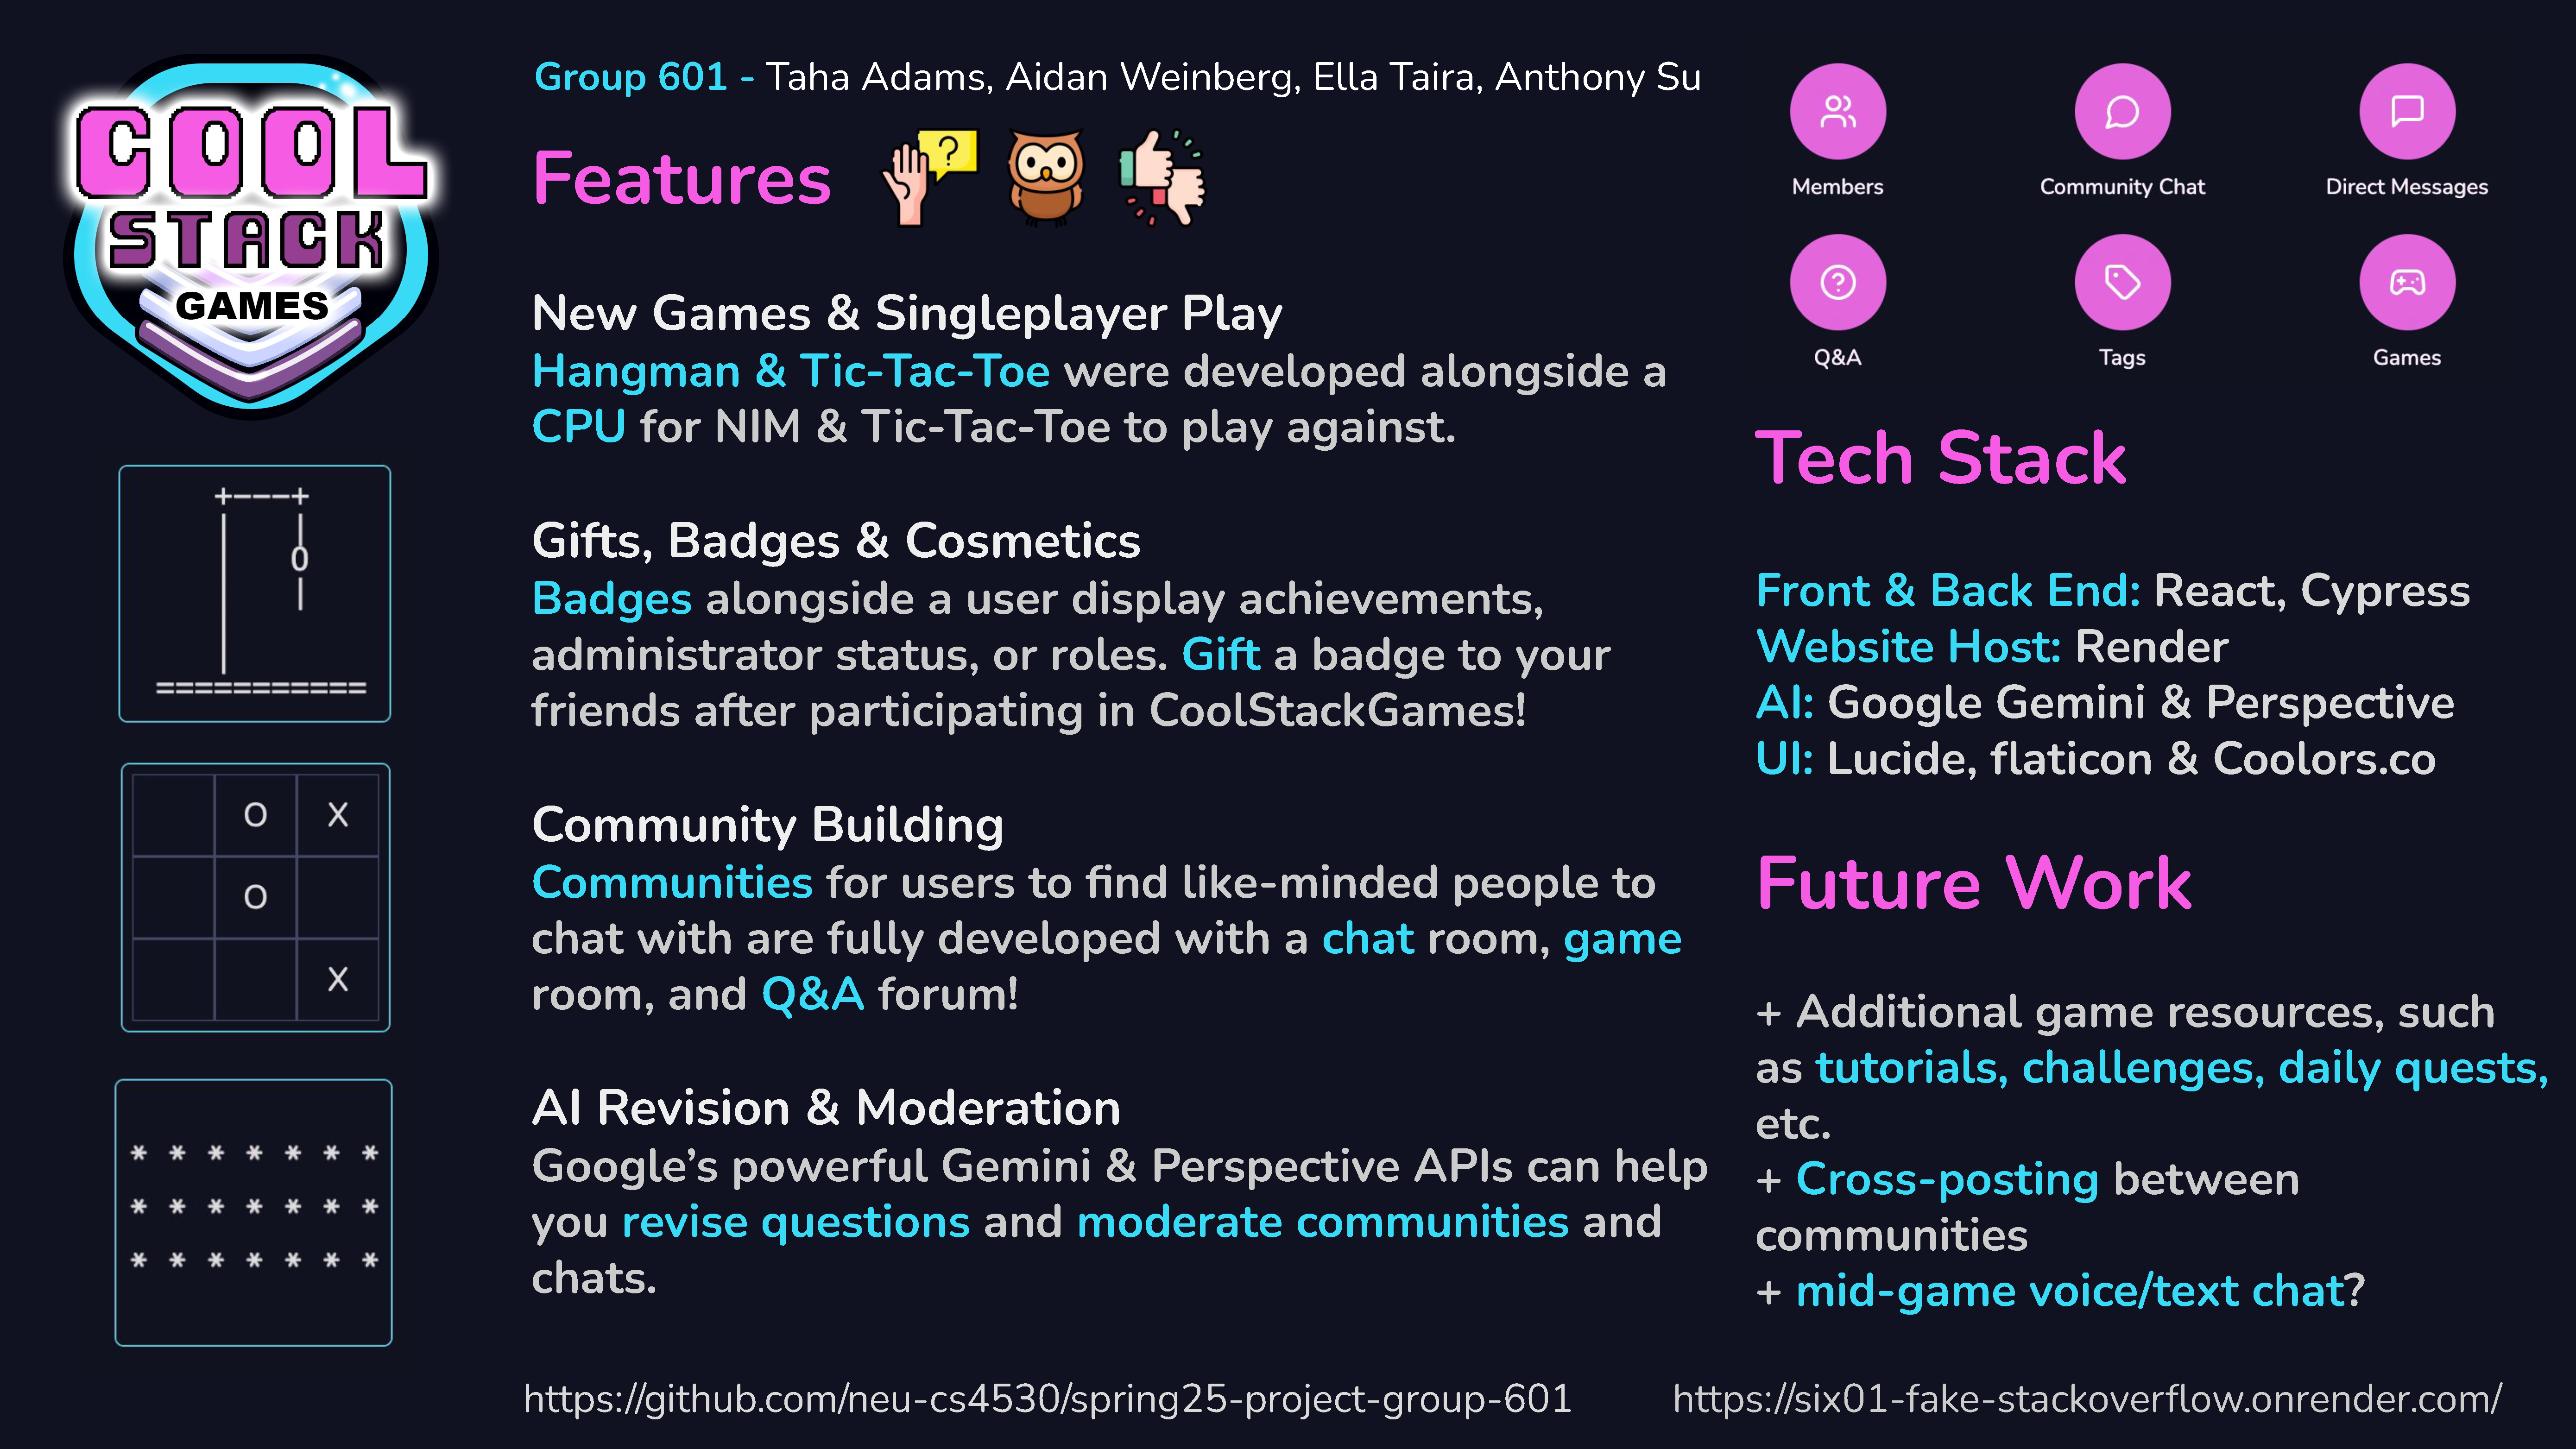 COOL
STACK
GAMES
+---+
|
O
|
===========
O X
O
X
* * * * * * *
* * * * * * *
* * * * * * *
Group 601 - Taha Adams, Aidan Weinberg, Ella Taira, Anthony Su
Features
?
New Games & Singleplayer Play
Hangman & Tic-Tac-Toe were developed alongside a
CPU for NIM & Tic-Tac-Toe to play against.
Gifts, Badges & Cosmetics
Badges alongside a user display achievements,
administrator status, or roles. Gift a badge to your
friends after participating in CoolStackGames!
Community Building
Communities for users to find like-minded people to
chat with are fully developed with a chat room, game
room, and Q&A forum!
AI Revision & Moderation
Google’s powerful Gemini & Perspective APIs can help
you revise questions and moderate communities and
chats.
Members
Community Chat
Direct Messages
?
Q&A
Tags
Games
Tech Stack
Front & Back End: React, Cypress
Website Host: Render
AI: Google Gemini & Perspective
UI: Lucide, flaticon & Coolors.co
Future Work
+ Additional game resources, such
as tutorials, challenges, daily quests,
etc.
+ Cross-posting between
communities
+ mid-game voice/text chat?
https://github.com/neu-cs4530/spring25-project-group-601
https://six01-fake-stackoverflow.onrender.com/